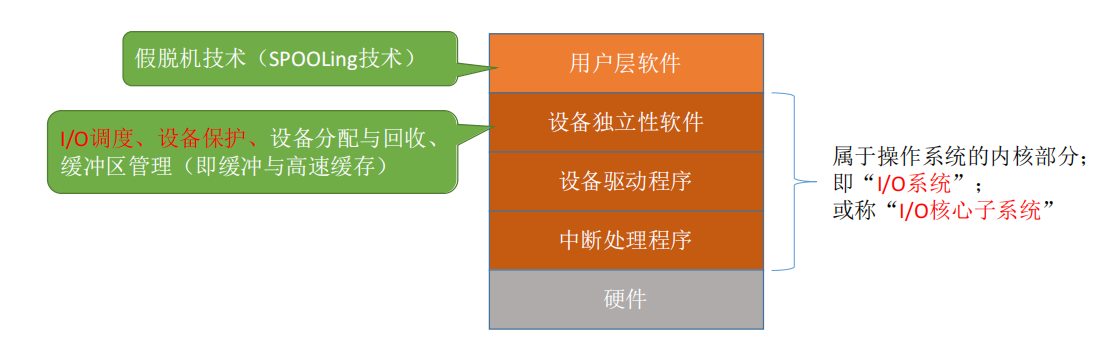 假脱机技术（SPOOLing技术）
用户层软件
I/O调度、设备保护、设备分配与回收、
缓冲区管理（即缓冲与高速缓存）
设备独立性软件
设备驱动程序
中断处理程序
硬件
属于操作系统的内核部分；
即“I/O系统”；
或称“I/O核心子系统”